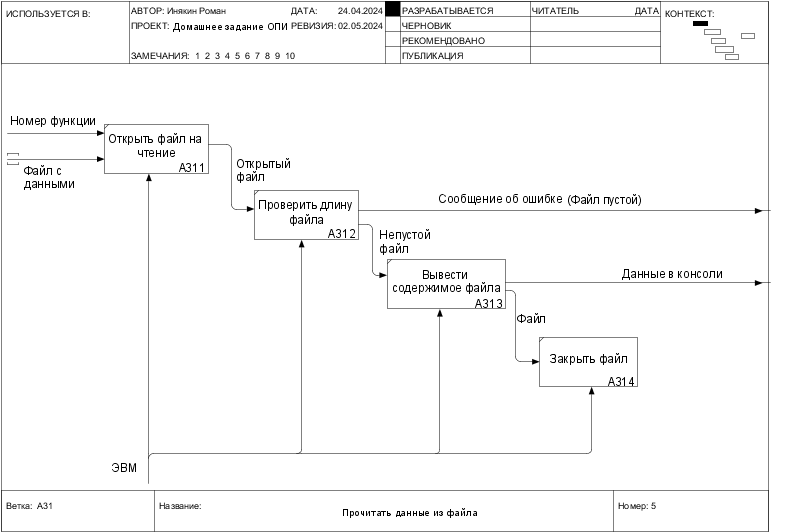 ИСПОЛЬЗУЕТСЯ В:
АВТОР: Инякин Роман
ДАТА: 24.04.2024
ПРОЕКТ: Домашнее задание ОПИ
РЕВИЗИЯ: 02.05.2024
ЗАМЕЧАНИЯ: 1 2 3 4 5 6 7 8 9 10
РАЗРАБАТЫВАЕТСЯ
ЧЕРНОВИК
РЕКОМЕНДОВАНО
ПУБЛИКАЦИЯ
ЧИТАТЕЛЬ
ДАТА
КОНТЕКСТ:
Номер функции
Файл с
данными
Открыть файл на
чтение
A311
Открытый
файл
Проверить длину
файла
A312
Сообщение об ошибке (Файл пустой)
Непустой
файл
Вывести
содержимое файла
A313
Данные в консоли
Файл
Закрыть файл
A314
ЭВМ
Ветка: A31
Название:
Прочитать данные из файла
Номер: 5